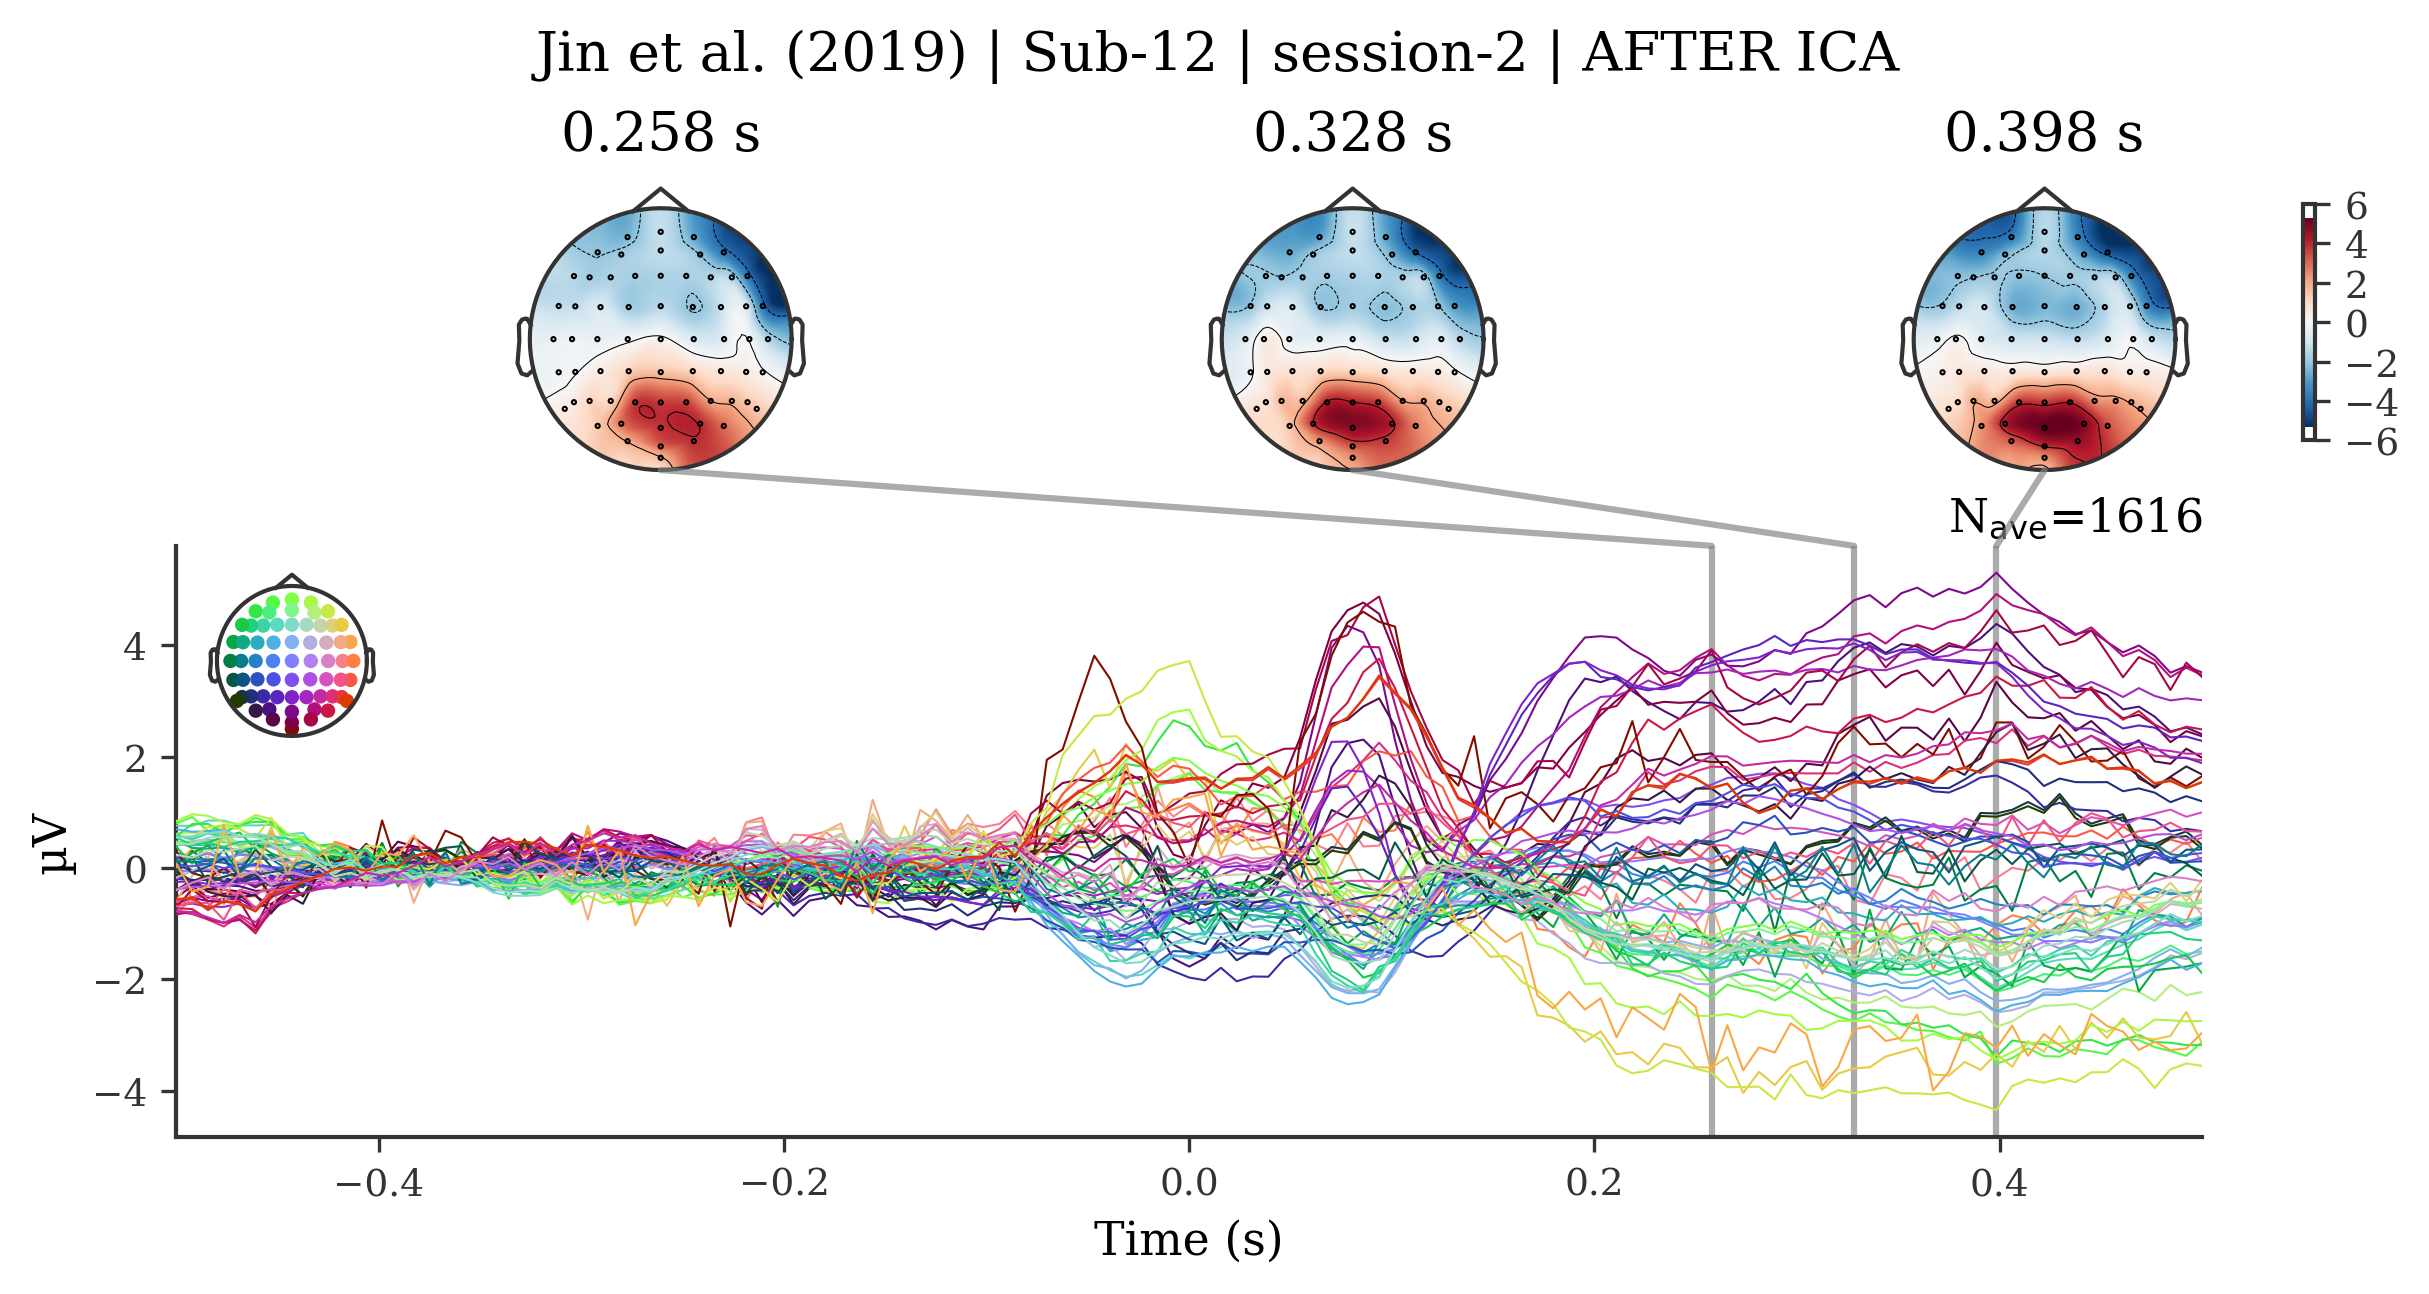 Jin et al. (2019) | Sub-12 | session-2 | AFTER ICA
0.258 s
0.328 s
0.398 s
6
4
2
0
−2
−4
−6
Nave=1616
4
2
0
−2
−4
µV
−0.4
−0.2
0.0
0.2
0.4
Time (s)